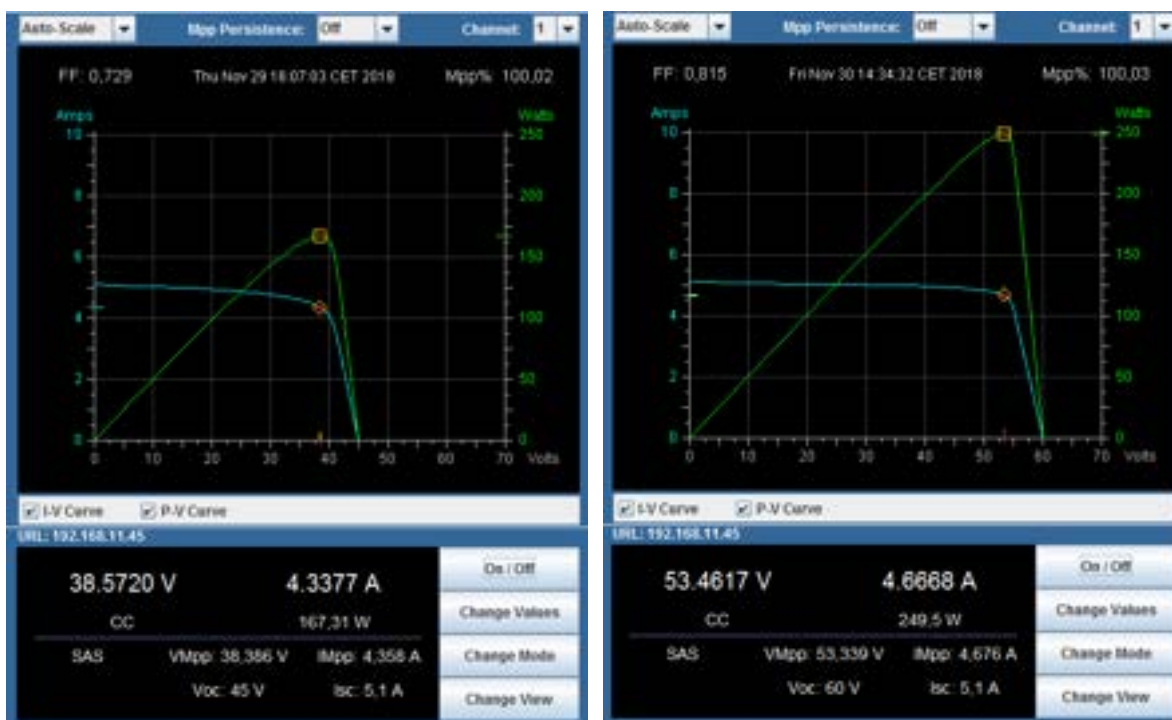 Auto-Scale Mpp Persistence: Off Channel: 1
FF: 0,729 Thu Nov 29 18:07:03 CET 2018 Mpp%: 100,02
Amps Watts
10 250
8 200
6 150
4 100
2 50
0 0
0 10 20 30 40 50 60 70 Volts
I-V Curve P-V Curve
URL: 192.168.11.45
38.5720 V 4.3377 A
CC 167,31 W
SAS VMpp: 38,386 V IMpp: 4,358 A
Voc: 45 V Isc: 5,1 A
On / Off
Change Values
Change Mode
Change View
Auto-Scale Mpp Persistence: Off Channel: 1
FF: 0,815 Fri Nov 30 14:34:32 CET 2018 Mpp%: 100,03
Amps Watts
10 250
8 200
6 150
4 100
2 50
0 0
0 10 20 30 40 50 60 70 Volts
I-V Curve P-V Curve
URL: 192.168.11.45
53.4617 V 4.6668 A
CC 249,5 W
SAS VMpp: 53,339 V IMpp: 4,676 A
Voc: 60 V Isc: 5,1 A
On / Off
Change Values
Change Mode
Change View